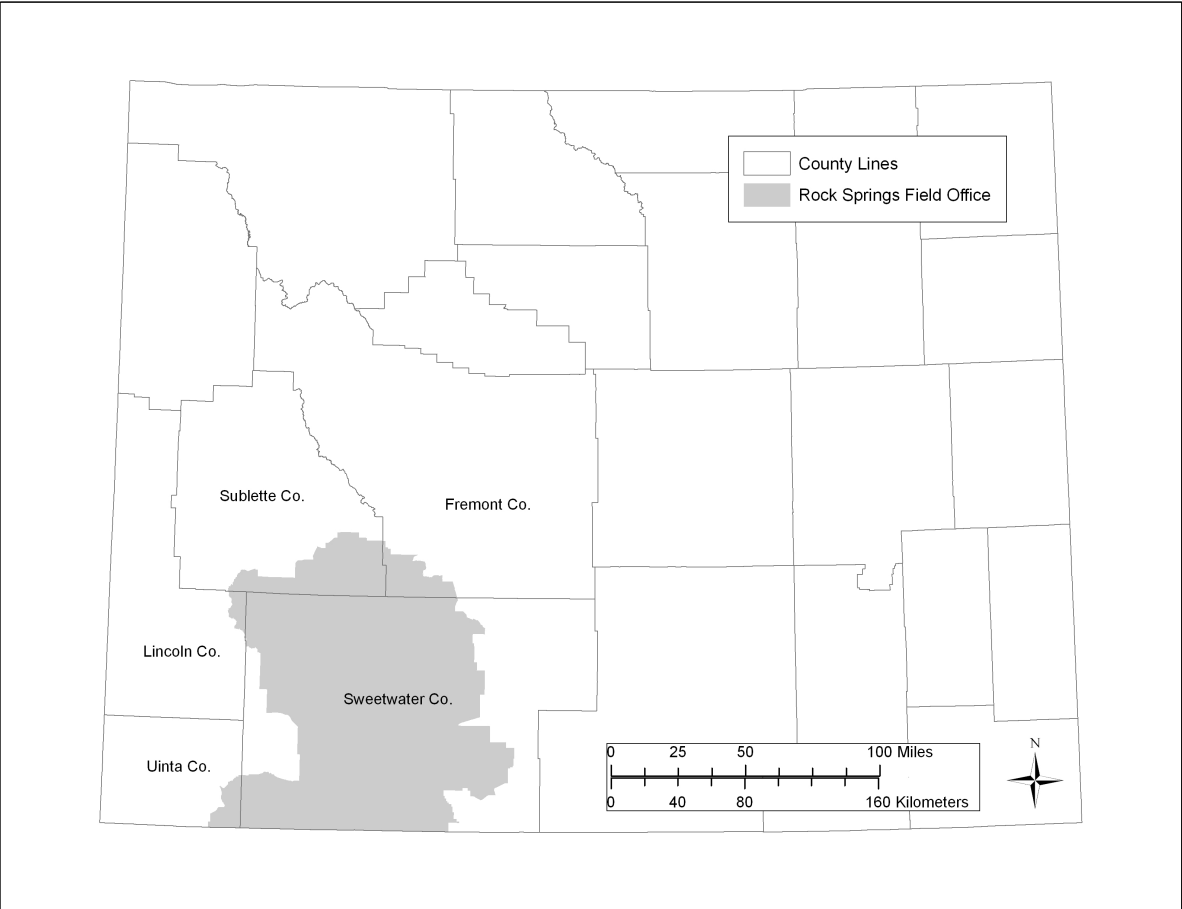 County Lines
Rock Springs Field Office
Sublette Co.
Fremont Co.
Lincoln Co.
Sweetwater Co.
Uinta Co.
0 25 50 100 Miles
0 40 80 160 Kilometers
N